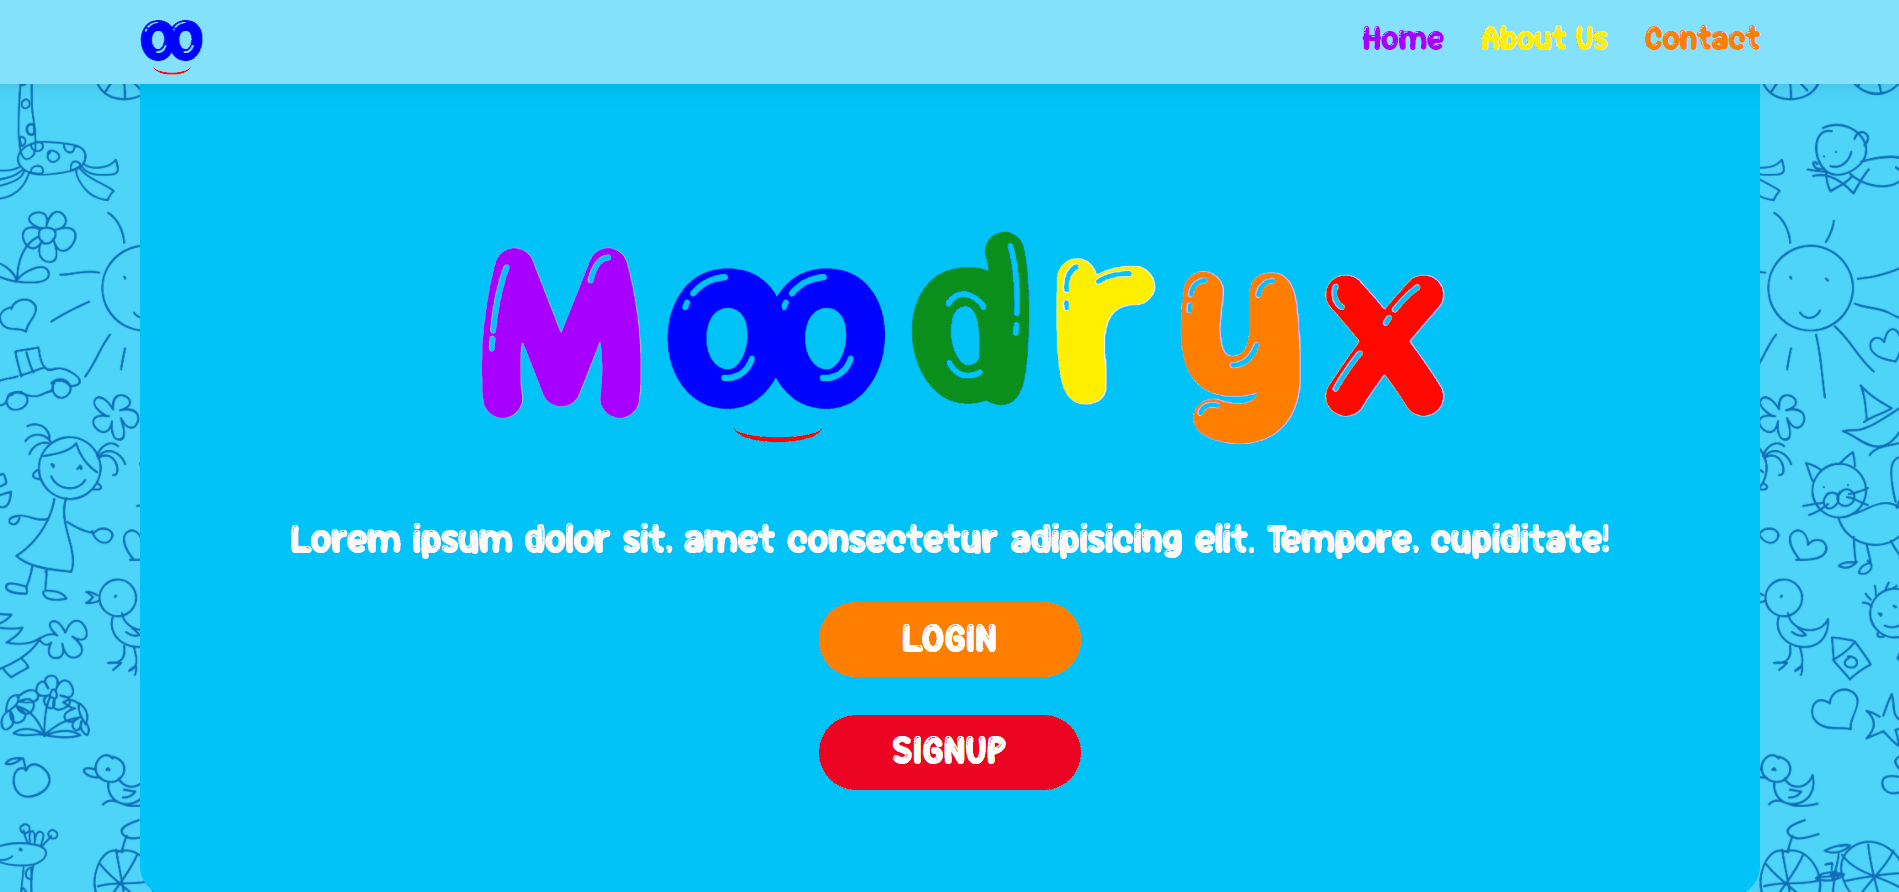 oo
Home About Us Contact
Moodryx
Lorem ipsum dolor sit, amet consectetur adipisicing elit. Tempore, cupiditate!
LOGIN
SIGNUP